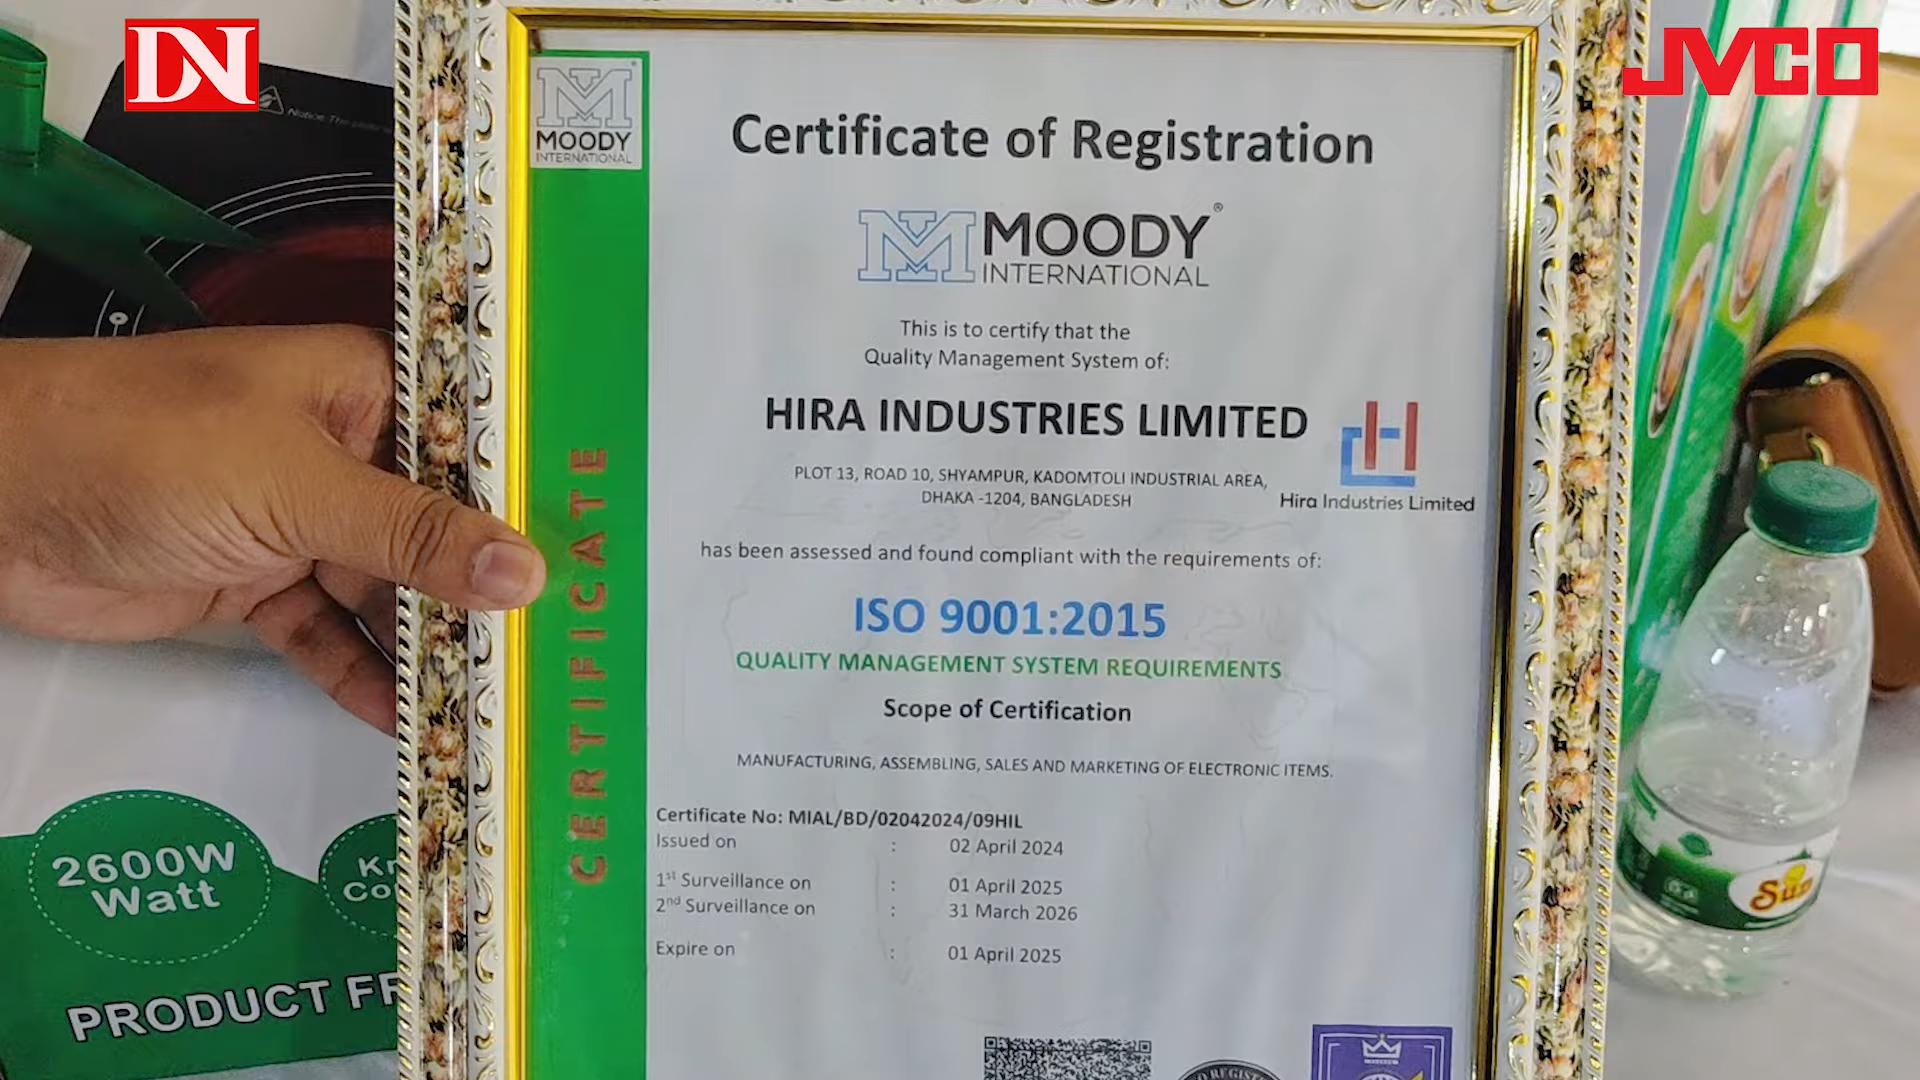 DN
JVCO
Notice: The
MOODY
INTERNATIONAL
Certificate of Registration
MOODY®
INTERNATIONAL
This is to certify that the
Quality Management System of:
HIRA INDUSTRIES LIMITED
PLOT 13, ROAD 10, SHYAMPUR, KADOMTOLI INDUSTRIAL AREA,
DHAKA -1204, BANGLADESH
Hira Industries Limited
has been assessed and found compliant with the requirements of:
ISO 9001:2015
QUALITY MANAGEMENT SYSTEM REQUIREMENTS
Scope of Certification
MANUFACTURING, ASSEMBLING, SALES AND MARKETING OF ELECTRONIC ITEMS.
Certificate No: MIAL/BD/02042024/09HIL
Issued on : 02 April 2024
1st Surveillance on : 01 April 2025
2nd Surveillance on : 31 March 2026
Expire on : 01 April 2025
CERTIFICATE
2600W
Watt
PRODUCT
Sun